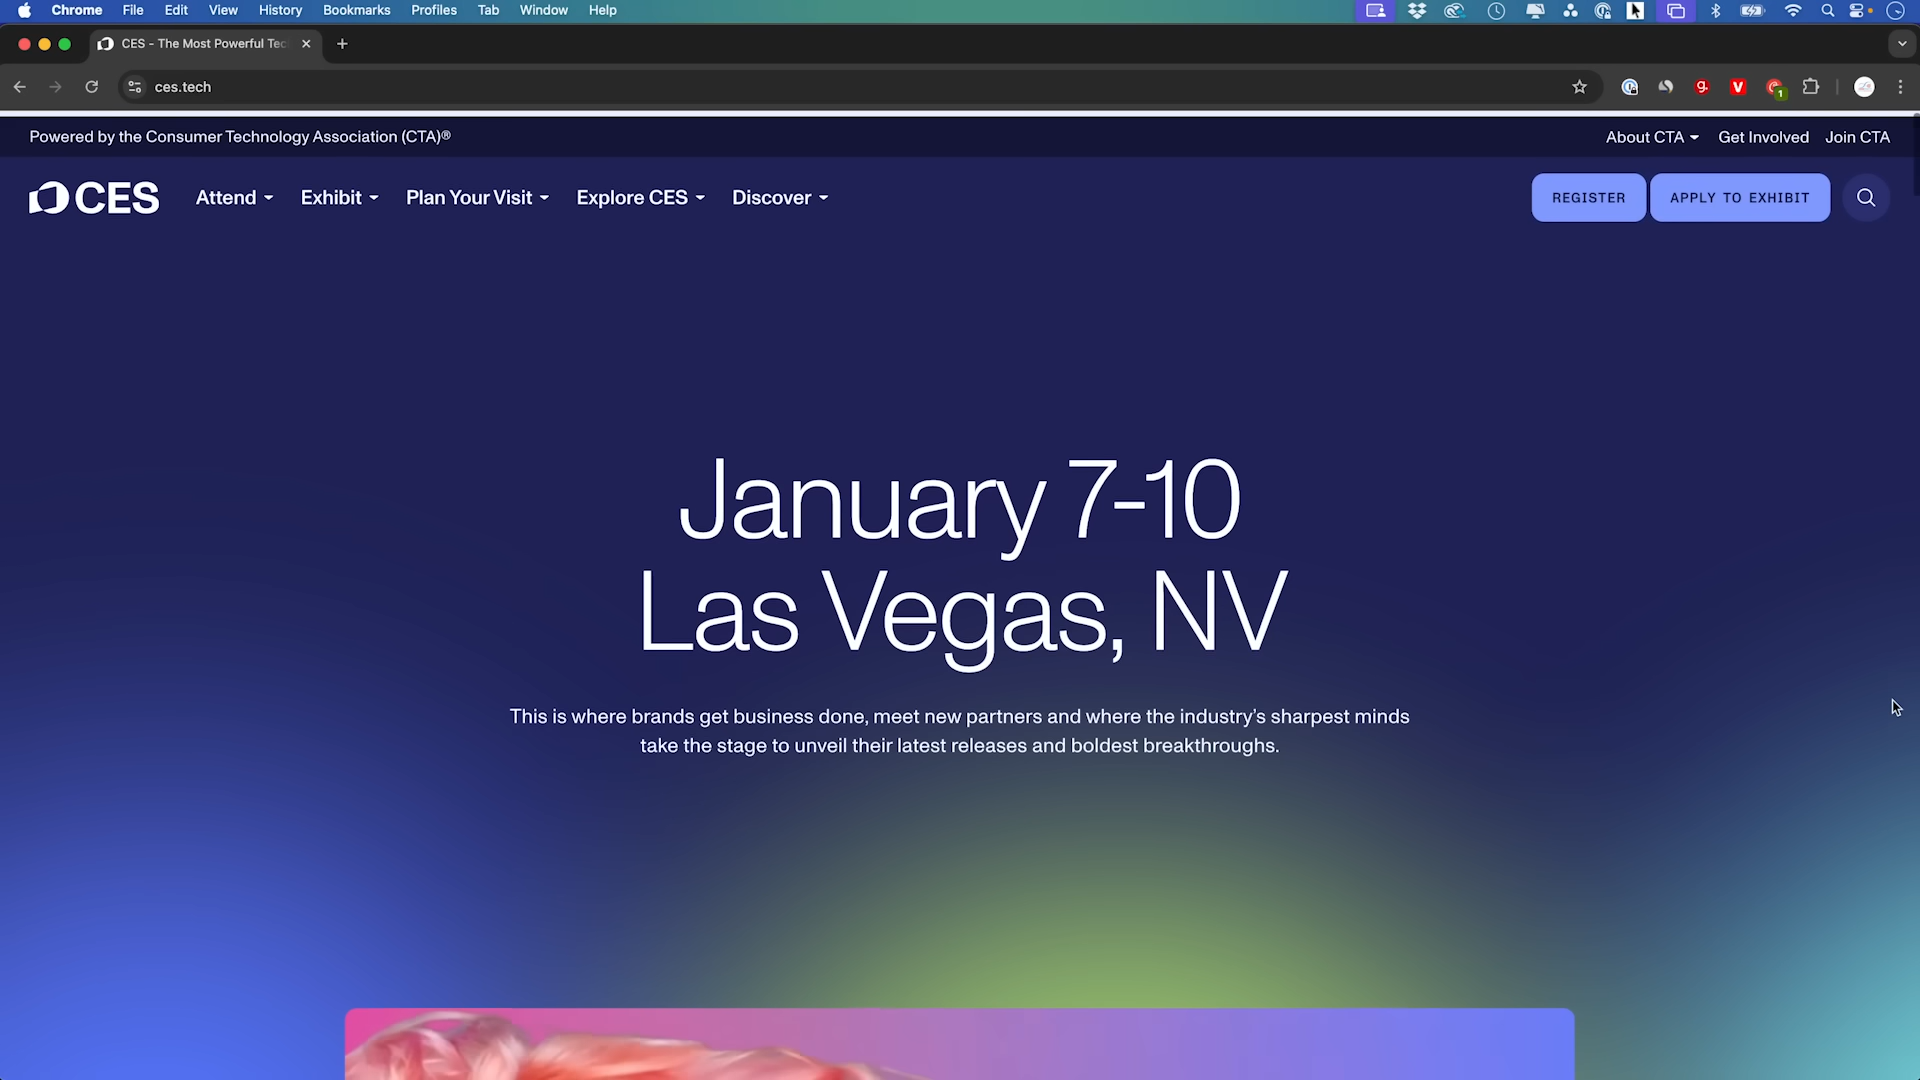 Chrome File Edit View History Bookmarks Profiles Tab Window Help
CES - The Most Powerful Tec
ces.tech
g.
V
1
Powered by the Consumer Technology Association (CTA)®
About CTA Get Involved Join CTA
CES
Attend Exhibit Plan Your Visit Explore CES Discover
REGISTER APPLY TO EXHIBIT
January 7-10
Las Vegas, NV
This is where brands get business done, meet new partners and where the industry’s sharpest minds
take the stage to unveil their latest releases and boldest breakthroughs.